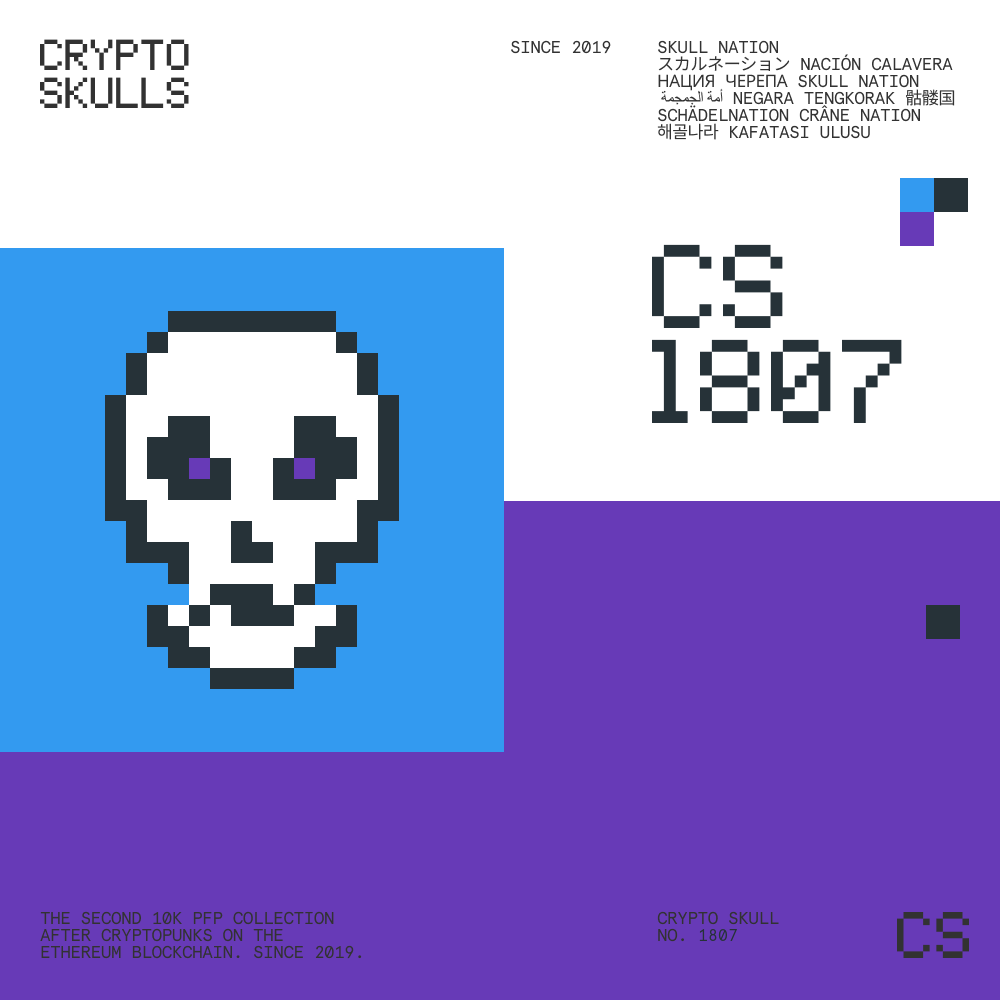 CRYPTO
SKULLS
SINCE 2019
SKULL NATION
スカルネーション NACIÓN CALAVERA
НАЦИЯ ЧЕРЕПА SKULL NATION
أمة الجمجمة NEGARA TENGKORAK 骷髅国
SCHÄDELNATION CRÂNE NATION
해골나라 KAFATASI ULUSU
CS
1807
THE SECOND 10K PFP COLLECTION
AFTER CRYPTOPUNKS ON THE
ETHEREUM BLOCKCHAIN. SINCE 2019.
CRYPTO SKULL
NO. 1807
CS